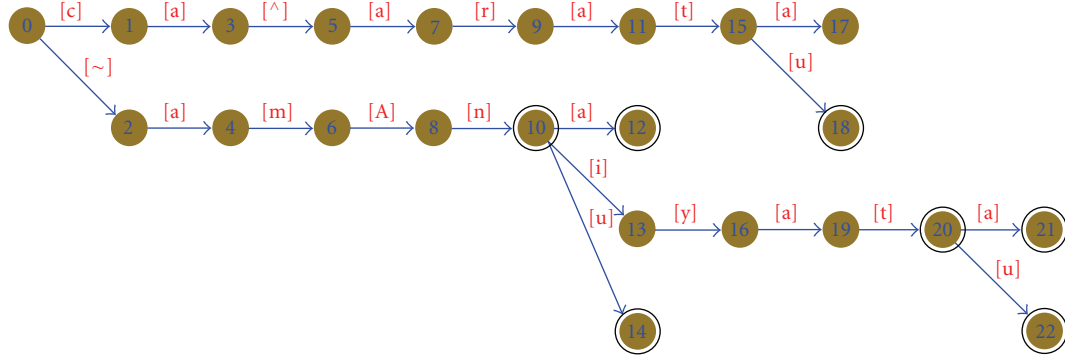 [c] [a] [^] [a] [r] [a] [t] [a]
0 1 3 5 7 9 11 15 17
[~] [u]
[a] [m] [A] [n] [a]
2 4 6 8 10 12 18
[i]
[u] [y] [a] [t] [a]
13 16 19 20 21
[u]
14 22